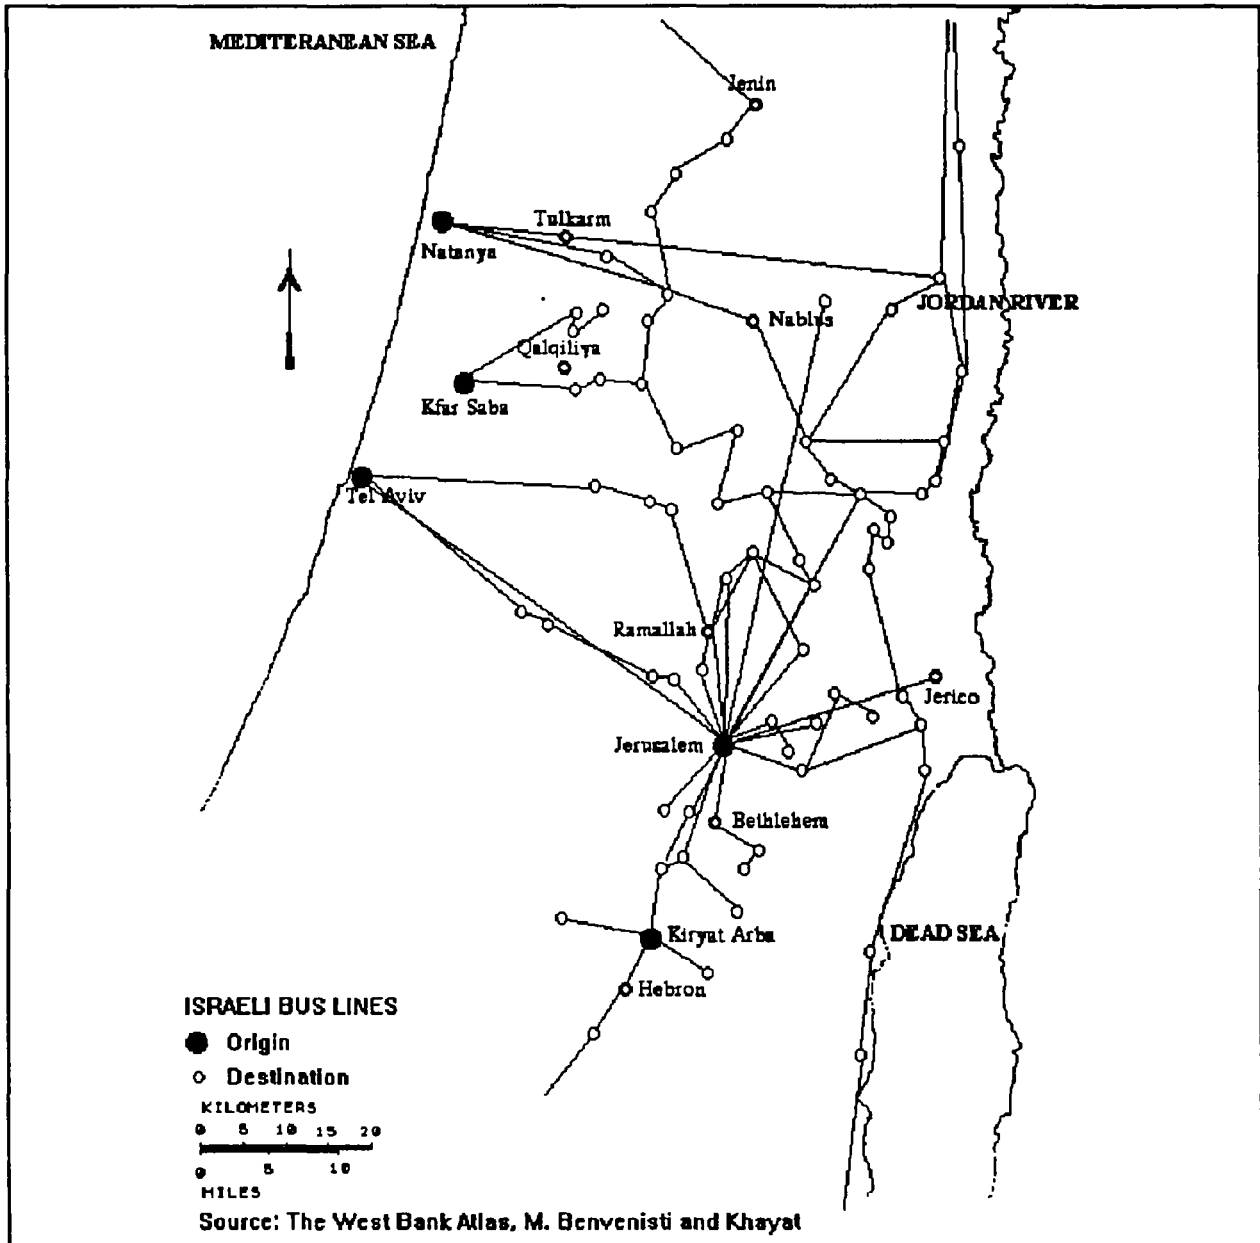 MEDITERANEAN SEA
Jenin
Tulkarm
Natanya
JORDAN RIVER
Nablus
Qalqiliya
Kfar Saba
Tel Aviv
Ramallah
Jerico
Jerusalem
Bethlehem
DEAD SEA
Kiryat Arba
Hebron
ISRAELI BUS LINES
Origin
Destination
KILOMETERS
0 5 10 15 20
0 5 10
MILES
Source: The West Bank Atlas, M. Benvenisti and Khayat